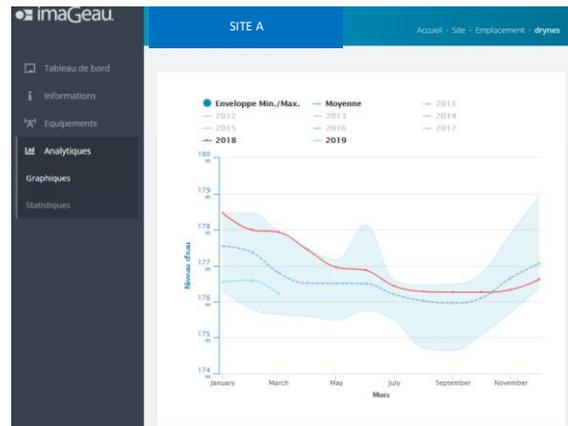 imaGeau.
SITE A
Accueil - Site - Emplacement - drynes
Tableau de bord
Informations
Equipements
Analytiques
Graphiques
Statistiques
Enveloppe Min./Max. Moyenne 2011
2012 2013 2014
2015 2016 2017
2018 2019
180 m
179 m
178 m
177 m
176 m
175 m
174 m
Niveau d'eau
January March May July September November
Mois